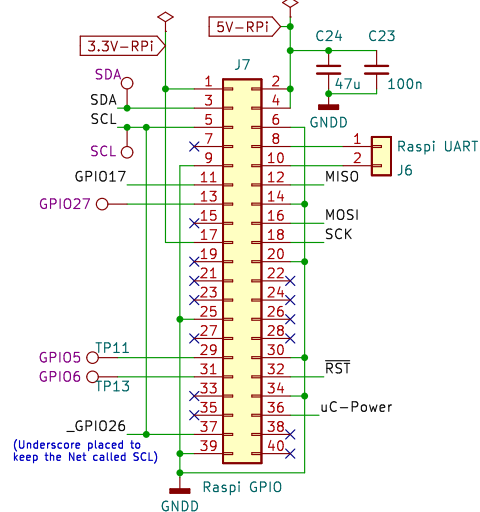 5V-RPi
3.3V-RPi
C24
C23
47u
100n
GNDD
J7
SDA
SDA
SCL
SCL
1
2
3
4
5
6
7
8
9
10
11
12
13
14
15
16
17
18
19
20
21
22
23
24
25
26
27
28
29
30
31
32
33
34
35
36
37
38
39
40
1
2
Raspi UART
J6
GPIO17
MISO
GPIO27
MOSI
SCK
TP11
GPIO5
GPIO6
TP13
RST
uC-Power
_GPIO26
(Underscore placed to
keep the Net called SCL)
Raspi GPIO
GNDD